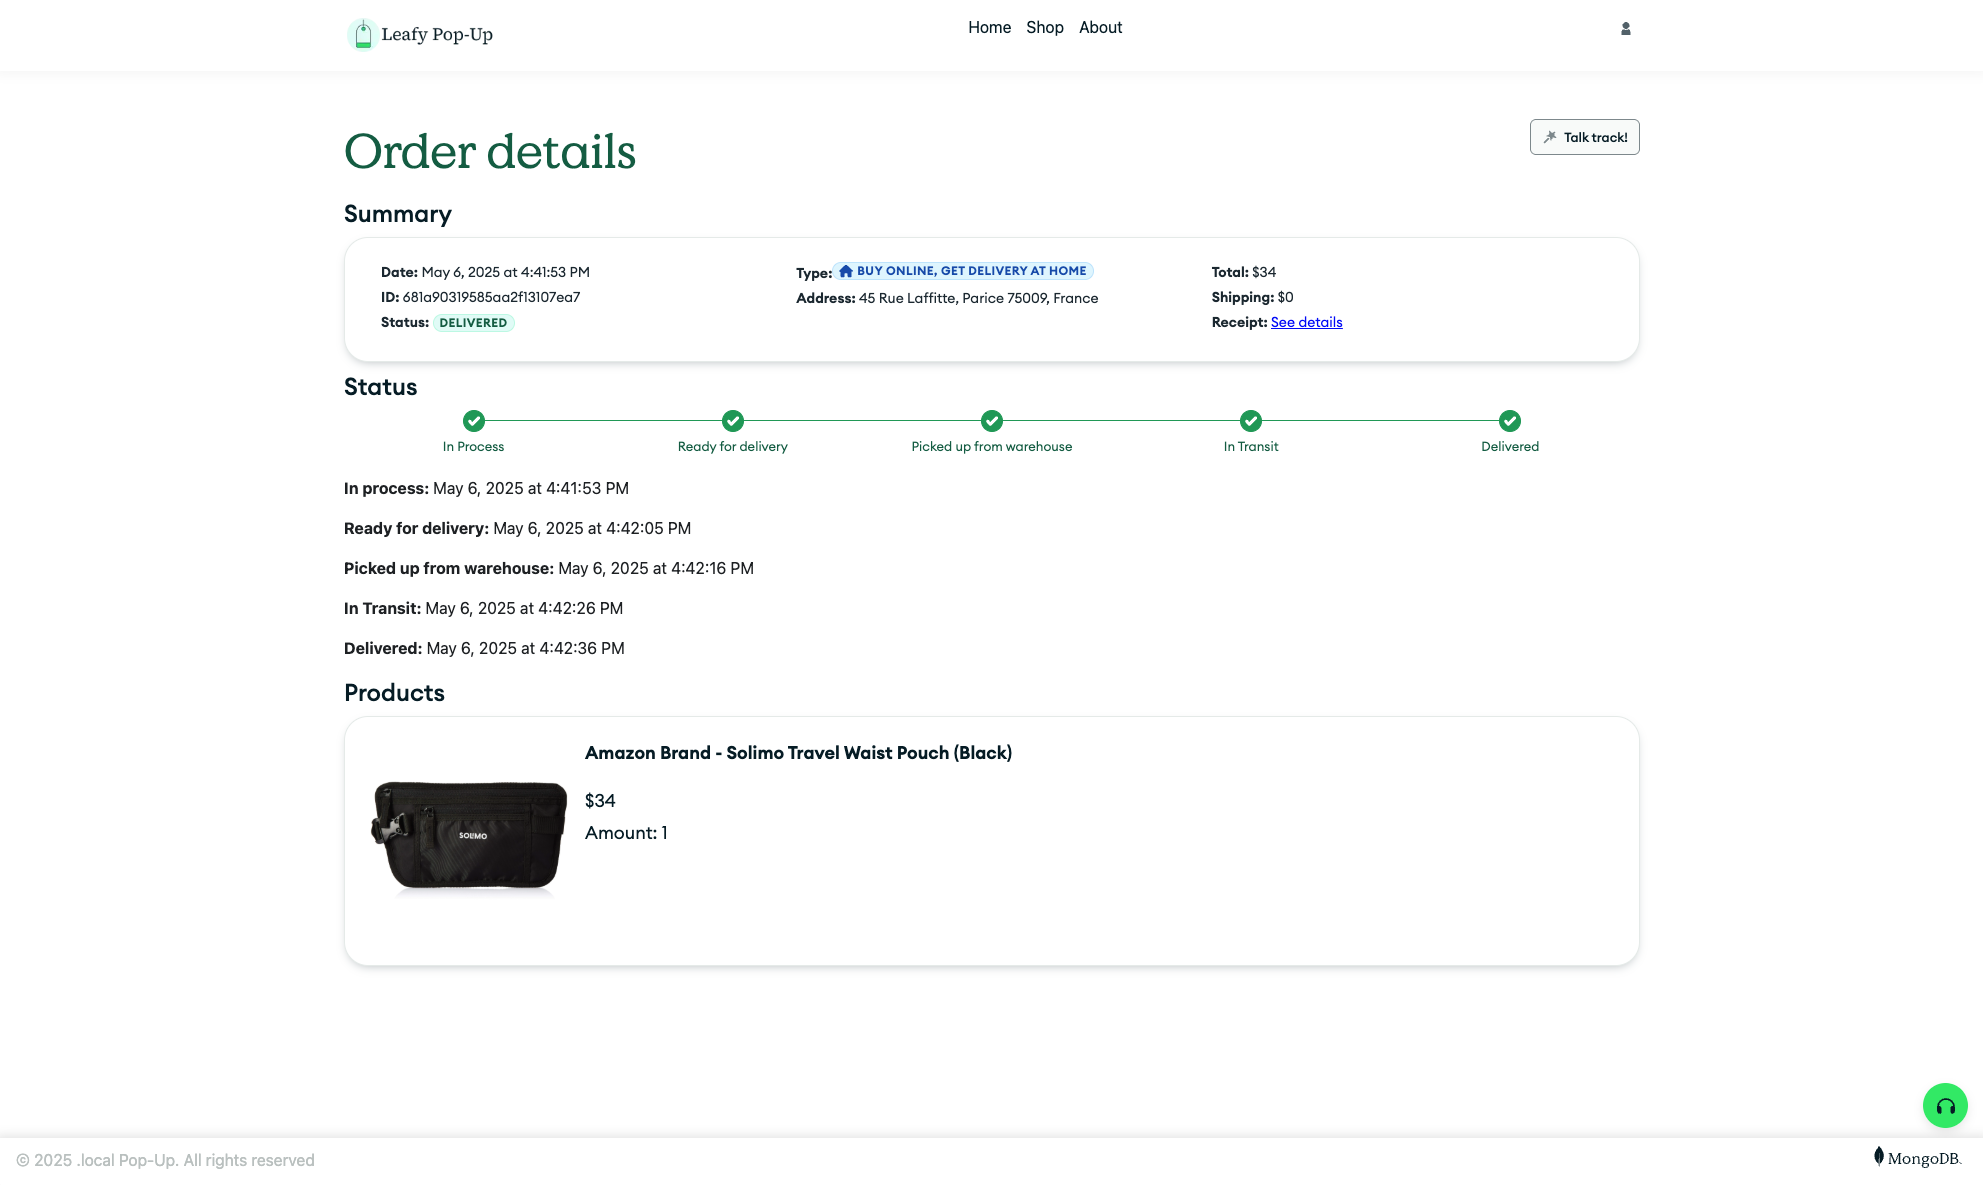 Leafy Pop-Up
Home Shop About
Order details
Talk track!
Summary
Date: May 6, 2025 at 4:41:53 PM
ID: 681a90319585aa2f13107ea7
Status: DELIVERED
Type: BUY ONLINE, GET DELIVERY AT HOME
Address: 45 Rue Laffitte, Parice 75009, France
Total: $34
Shipping: $0
Receipt: See details
Status
In Process
Ready for delivery
Picked up from warehouse
In Transit
Delivered
In process: May 6, 2025 at 4:41:53 PM
Ready for delivery: May 6, 2025 at 4:42:05 PM
Picked up from warehouse: May 6, 2025 at 4:42:16 PM
In Transit: May 6, 2025 at 4:42:26 PM
Delivered: May 6, 2025 at 4:42:36 PM
Products
SOLIMO
Amazon Brand - Solimo Travel Waist Pouch (Black)
$34
Amount: 1
© 2025 .local Pop-Up. All rights reserved
MongoDB.